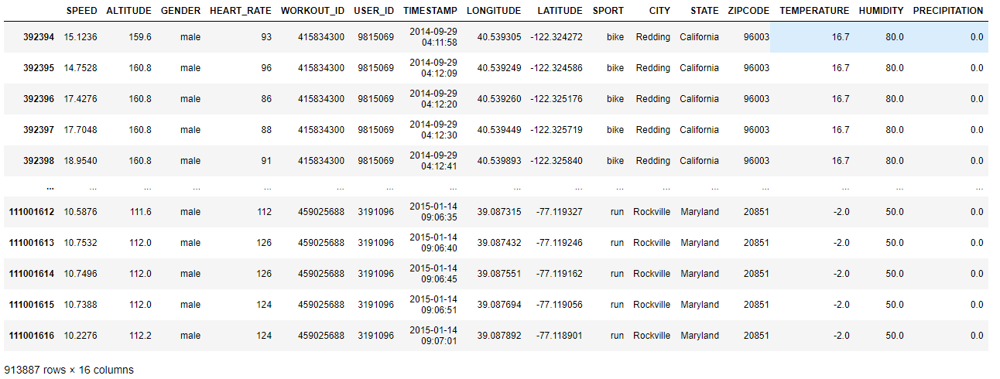 SPEED ALTITUDE GENDER HEART_RATE WORKOUT_ID USER_ID TIMESTAMP LONGITUDE LATITUDE SPORT CITY STATE ZIPCODE TEMPERATURE HUMIDITY PRECIPITATION
392394 15.1236 159.6 male 93 415834300 9815069 2014-09-29 04:11:58 40.539305 -122.324272 bike Redding California 96003 16.7 80.0 0.0
392395 14.7528 160.8 male 96 415834300 9815069 2014-09-29 04:12:09 40.539249 -122.324586 bike Redding California 96003 16.7 80.0 0.0
392396 17.4276 160.8 male 86 415834300 9815069 2014-09-29 04:12:20 40.539260 -122.325176 bike Redding California 96003 16.7 80.0 0.0
392397 17.7048 160.8 male 88 415834300 9815069 2014-09-29 04:12:30 40.539449 -122.325719 bike Redding California 96003 16.7 80.0 0.0
392398 18.9540 160.8 male 91 415834300 9815069 2014-09-29 04:12:41 40.539893 -122.325840 bike Redding California 96003 16.7 80.0 0.0
... ... ... ... ... ... ... ... ... ... ... ... ... ... ... ... ...
111001612 10.5876 111.6 male 112 459025688 3191096 2015-01-14 09:06:35 39.087315 -77.119327 run Rockville Maryland 20851 -2.0 50.0 0.0
111001613 10.7532 112.0 male 126 459025688 3191096 2015-01-14 09:06:40 39.087432 -77.119246 run Rockville Maryland 20851 -2.0 50.0 0.0
111001614 10.7496 112.0 male 126 459025688 3191096 2015-01-14 09:06:45 39.087551 -77.119162 run Rockville Maryland 20851 -2.0 50.0 0.0
111001615 10.7388 112.0 male 124 459025688 3191096 2015-01-14 09:06:51 39.087694 -77.119056 run Rockville Maryland 20851 -2.0 50.0 0.0
111001616 10.2276 112.2 male 124 459025688 3191096 2015-01-14 09:07:01 39.087892 -77.118901 run Rockville Maryland 20851 -2.0 50.0 0.0
913887 rows × 16 columns